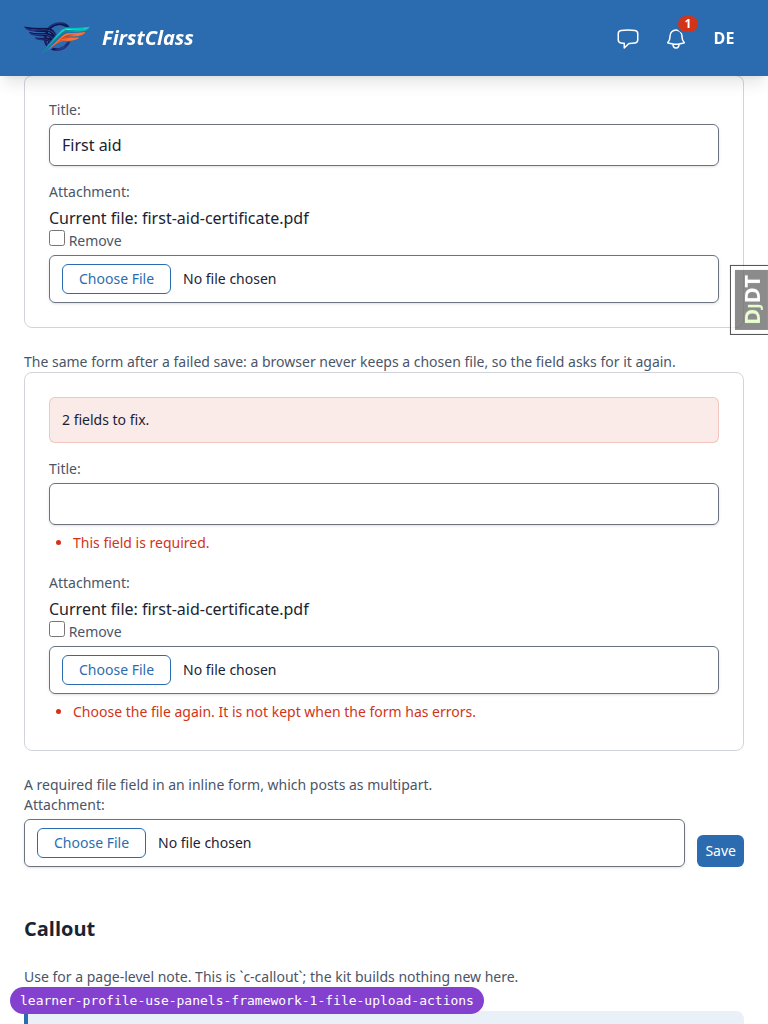 FirstClass
1
DE
Title:
First aid
Attachment:
Current file: first-aid-certificate.pdf
Remove
Choose File No file chosen
DjDT
The same form after a failed save: a browser never keeps a chosen file, so the field asks for it again.
2 fields to fix.
Title:
This field is required.
Attachment:
Current file: first-aid-certificate.pdf
Remove
Choose File No file chosen
Choose the file again. It is not kept when the form has errors.
A required file field in an inline form, which posts as multipart.
Attachment:
Choose File No file chosen
Save
Callout
Use for a page-level note. This is `c-callout`; the kit builds nothing new here.
learner-profile-use-panels-framework-1-file-upload-actions